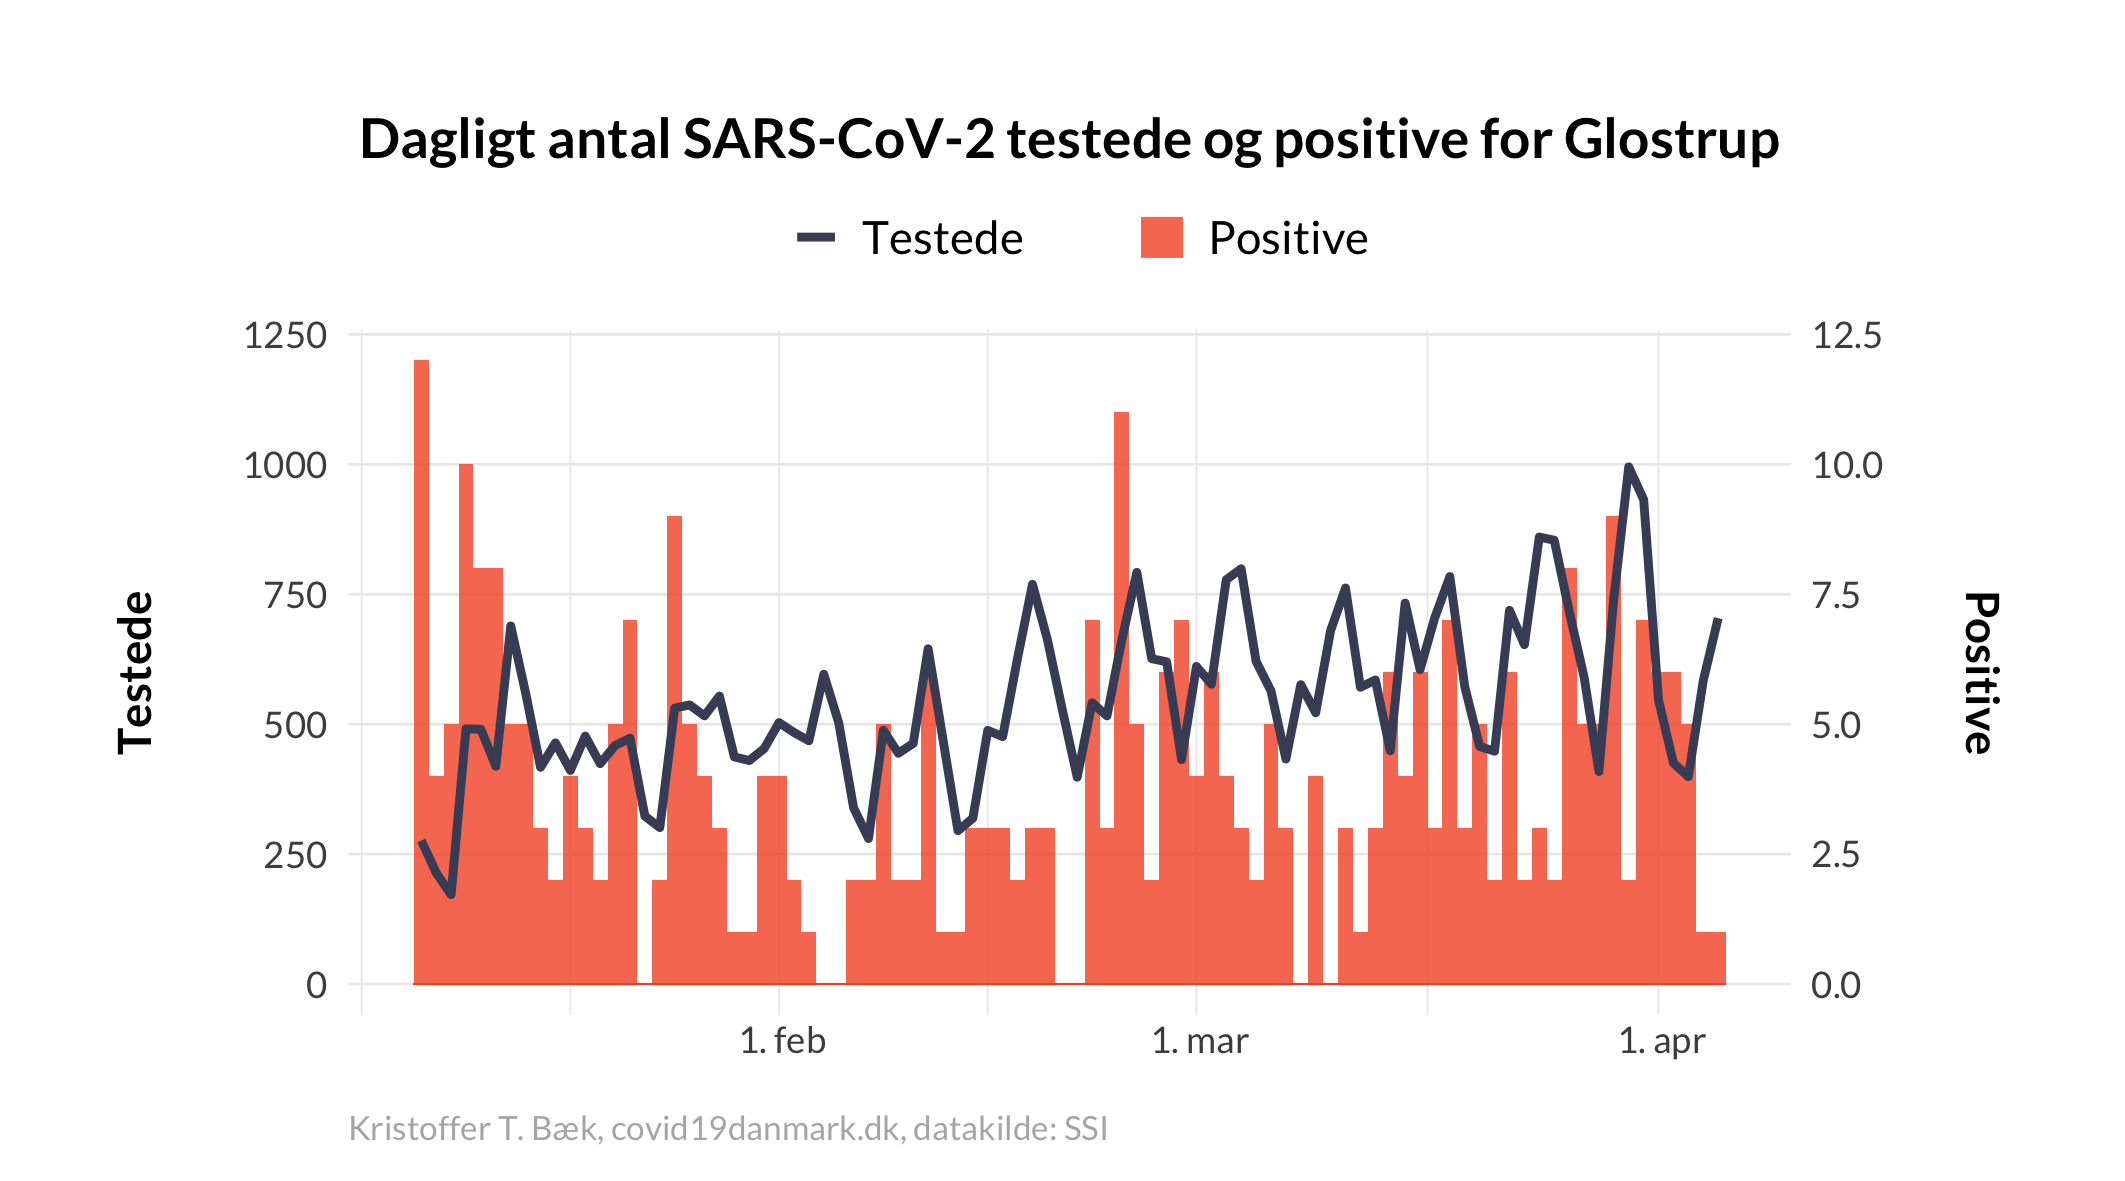 Dagligt antal SARS-CoV-2 testede og positive for Glostrup
Testede Positive
1250 12.5
1000 10.0
750 7.5
500 5.0
250 2.5
0 0.0
Testede
Positive
1. feb 1. mar 1. apr
Kristoffer T. Bæk, covid19danmark.dk, datakilde: SSI